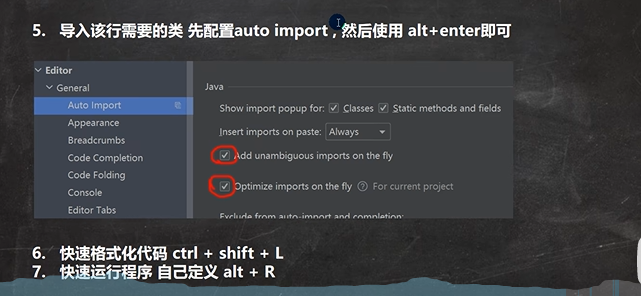 5. 导入该行需要的类 先配置auto import , 然后使用 alt+enter即可
Editor
General
Auto Import
Appearance
Breadcrumbs
Code Completion
Code Folding
Console
Editor Tabs
Java
Show import popup for: Classes Static methods and fields
Insert imports on paste: Always
Add unambiguous imports on the fly
Optimize imports on the fly For current project
Exclude from auto-import and completion:
6. 快速格式化代码 ctrl + shift + L
7. 快速运行程序 自己定义 alt + R